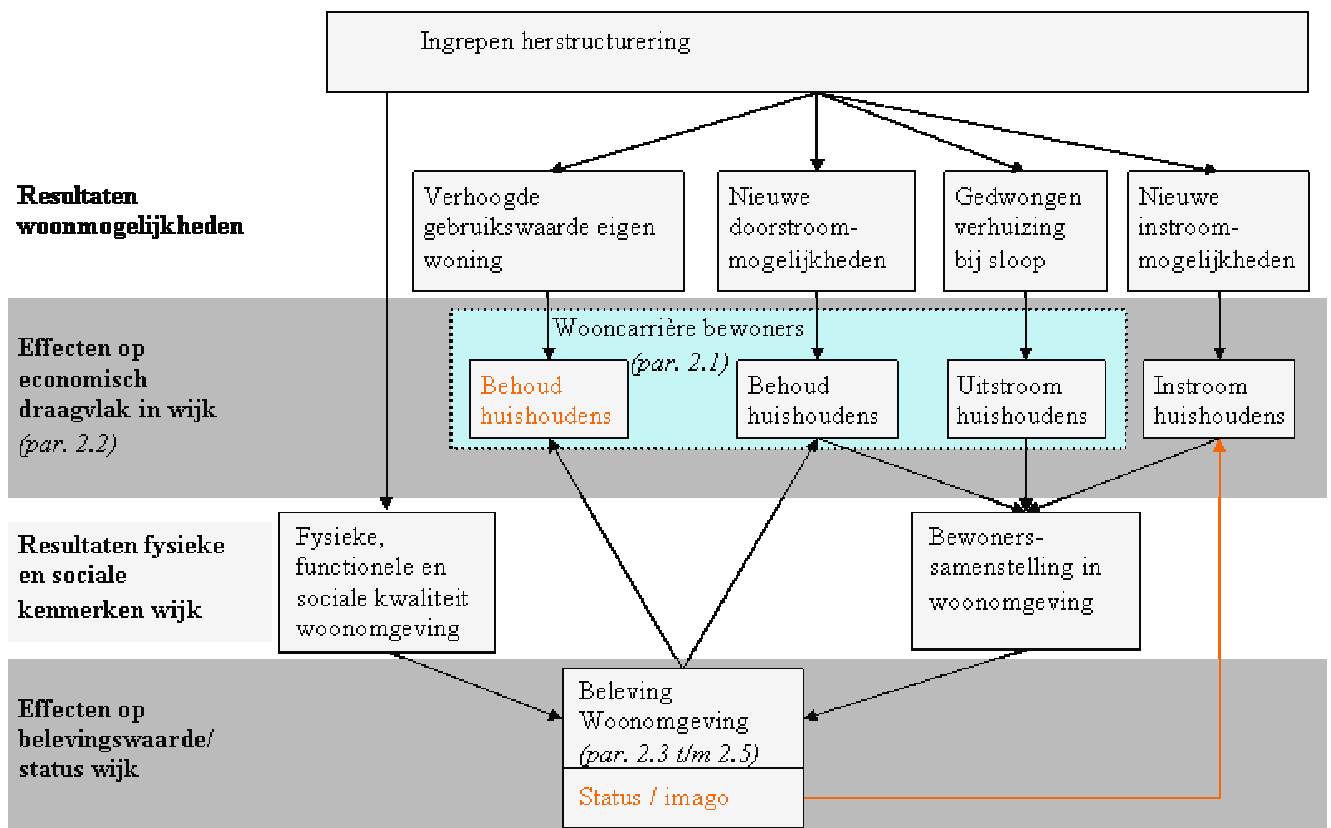 Ingrepen herstructurering
Resultaten
woonmogelijkheden
Verhoogde
gebruikswaarde eigen
woning
Nieuwe
doorstroom-
mogelijkheden
Gedwongen
verhuizing
bij sloop
Nieuwe
instroom-
mogelijkheden
Effecten op
economisch
draagvlak in wijk
(par. 2.2)
Wooncarrière bewoners
(par. 2.1)
Behoud
huishoudens
Behoud
huishoudens
Uitstroom
huishoudens
Instroom
huishoudens
Resultaten fysieke
en sociale
kenmerken wijk
Fysieke,
functionele en
sociale kwaliteit
woonomgeving
Bewoners-
samenstelling in
woonomgeving
Effecten op
belevingswaarde/
status wijk
Beleving
Woonomgeving
(par. 2.3 t/m 2.5)
Status / imago